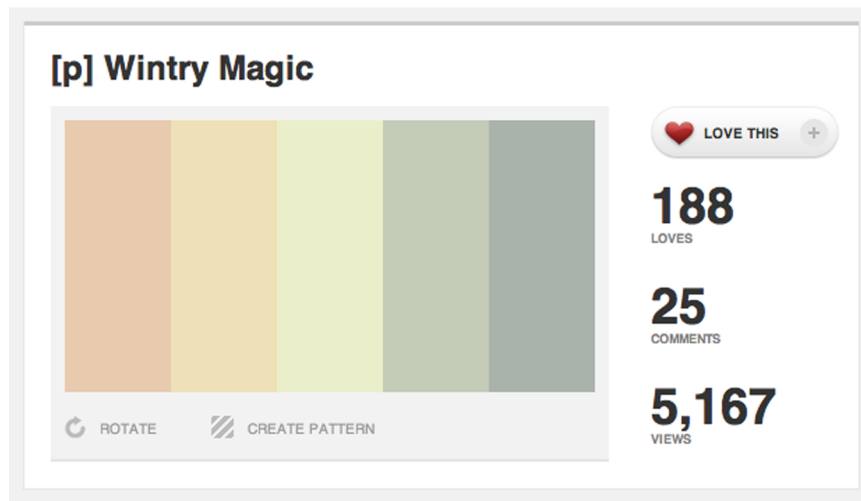 [p] Wintry Magic
LOVE THIS
188
LOVES
25
COMMENTS
5,167
VIEWS
ROTATE
CREATE PATTERN